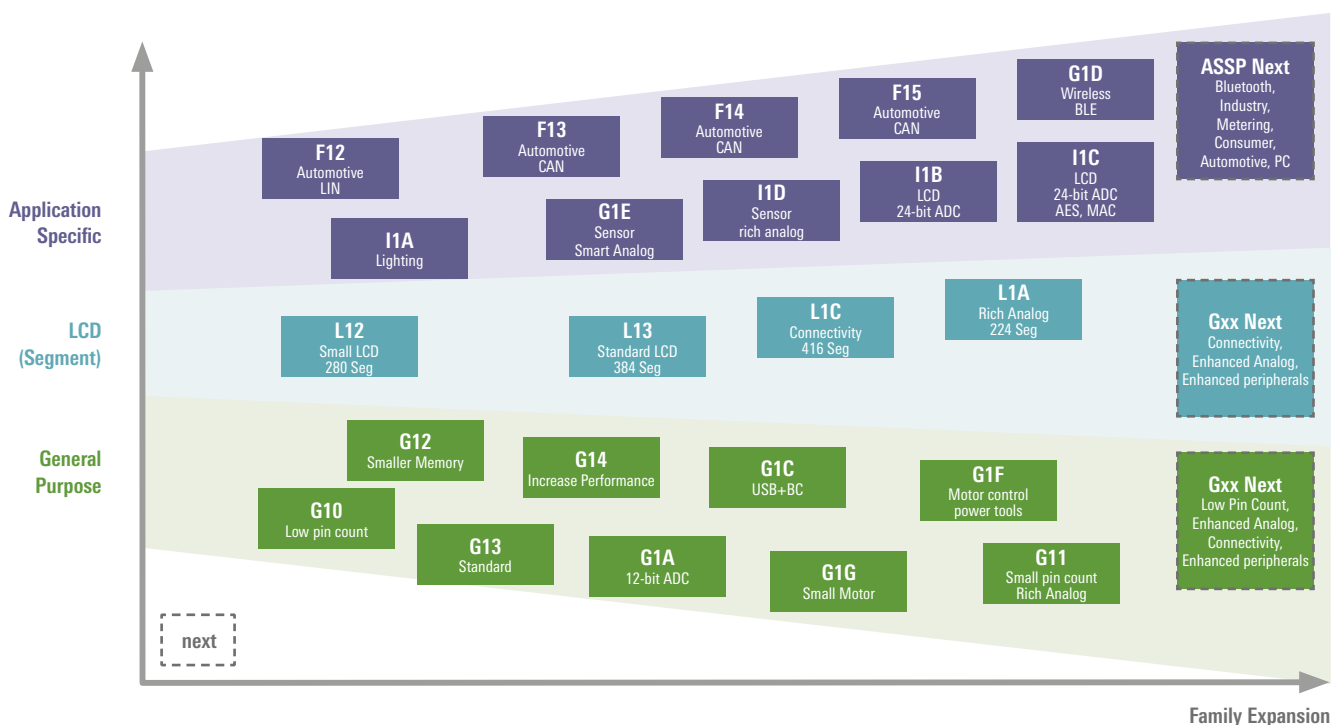 Application
Specific
F12
Automotive
LIN
I1A
Lighting
F13
Automotive
CAN
G1E
Sensor
Smart Analog
F14
Automotive
CAN
I1D
Sensor
rich analog
F15
Automotive
CAN
I1B
LCD
24-bit ADC
G1D
Wireless
BLE
I1C
LCD
24-bit ADC
AES, MAC
ASSP Next
Bluetooth,
Industry,
Metering,
Consumer,
Automotive, PC
LCD
(Segment)
L12
Small LCD
280 Seg
L13
Standard LCD
384 Seg
L1C
Connectivity
416 Seg
L1A
Rich Analog
224 Seg
Gxx Next
Connectivity,
Enhanced Analog,
Enhanced peripherals
General
Purpose
G12
Smaller Memory
G10
Low pin count
G14
Increase Performance
G13
Standard
G1A
12-bit ADC
G1C
USB+BC
G1G
Small Motor
G1F
Motor control
power tools
G11
Small pin count
Rich Analog
Gxx Next
Low Pin Count,
Enhanced Analog,
Connectivity,
Enhanced peripherals
next
Family Expansion